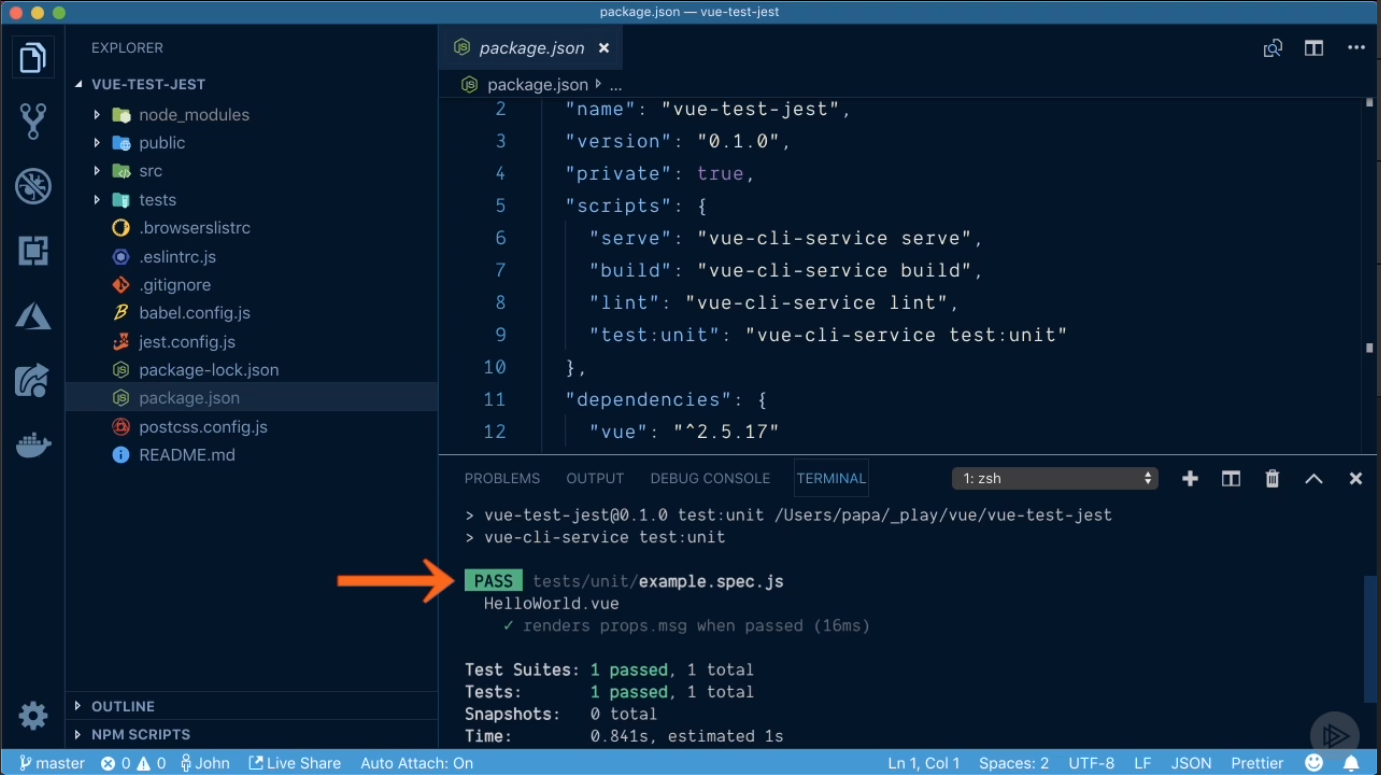 package.json — vue-test-jest
EXPLORER
VUE-TEST-JEST
node_modules
public
src
tests
.browserslistrc
.eslintrc.js
.gitignore
babel.config.js
jest.config.js
package-lock.json
package.json
postcss.config.js
README.md
OUTLINE
NPM SCRIPTS
package.json
package.json ...
2 "name": "vue-test-jest",
3 "version": "0.1.0",
4 "private": true,
5 "scripts": {
6 "serve": "vue-cli-service serve",
7 "build": "vue-cli-service build",
8 "lint": "vue-cli-service lint",
9 "test:unit": "vue-cli-service test:unit"
10 },
11 "dependencies": {
12 "vue": "^2.5.17"
PROBLEMS OUTPUT DEBUG CONSOLE TERMINAL 1: zsh
> vue-test-jest@0.1.0 test:unit /Users/papa/_play/vue/vue-test-jest
> vue-cli-service test:unit
PASS tests/unit/example.spec.js
HelloWorld.vue
✓ renders props.msg when passed (16ms)
Test Suites: 1 passed, 1 total
Tests: 1 passed, 1 total
Snapshots: 0 total
Time: 0.841s, estimated 1s
master 0 0 John Live Share Auto Attach: On Ln 1, Col 1 Spaces: 2 UTF-8 LF JSON Prettier